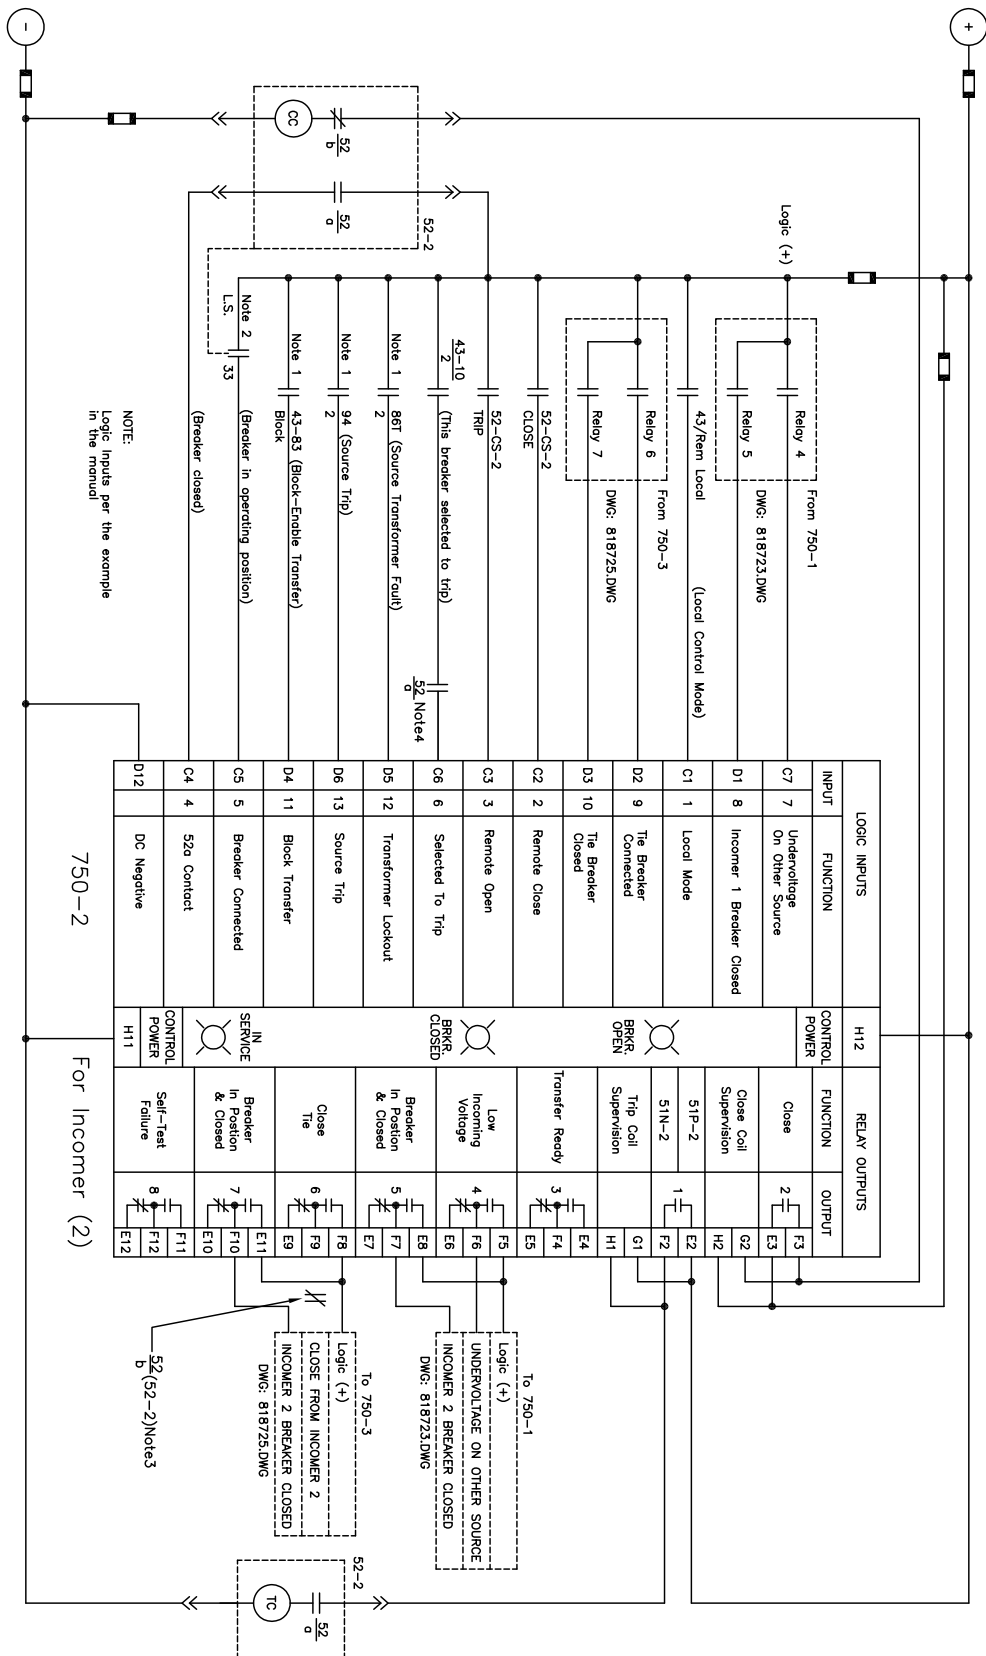 +
-
Logic (+)
Relay 4
Relay 5
From 750-1
DWG: 818723.DWG
43/Rem Local
(Local Control Mode)
Relay 6
Relay 7
From 750-3
DWG: 818725.DWG
52-CS-2
CLOSE
52-CS-2
TRIP
43-10
2
(This breaker selected to trip)
52
a
Note4
Note 1
86T (Source Transformer Fault)
2
Note 1
94 (Source Trip)
2
Note 1
43-83 (Block-Enable Transfer)
Block
Note 2
L.S.
33
(Breaker in operating position)
(Breaker closed)
52-2
CC
52
b
52
a
NOTE:
Logic Inputs per the example
in the manual
LOGIC INPUTS
INPUT
FUNCTION
C7 7 Undervoltage
On Other Source
D1 8 Incomer 1 Breaker Closed
C1 1 Local Mode
D2 9 Tie Breaker
Connected
D3 10 Tie Breaker
Closed
C2 2 Remote Close
C3 3 Remote Open
C6 6 Selected To Trip
D5 12 Transformer Lockout
D6 13 Source Trip
D4 11 Block Transfer
C5 5 Breaker Connected
C4 4 52a Contact
D12 DC Negative
H12
CONTROL
POWER
BRKR.
OPEN
BRKR.
CLOSED
IN
SERVICE
CONTROL
POWER
H11
RELAY OUTPUTS
FUNCTION
OUTPUT
Close
2
F3
E3
Close Coil
Supervision
G2
H2
51P-2
51N-2
1
E2
F2
Trip Coil
Supervision
G1
H1
Transfer Ready
3
E4
F4
E5
Low
Incoming
Voltage
4
F5
F6
E6
Breaker
In Postion
& Closed
5
E8
F7
E7
Close
Tie
6
F8
F9
E9
Breaker
In Postion
& Closed
7
E11
F10
E10
Self-Test
Failure
8
F11
F12
E12
750-2
For Incomer (2)
To 750-1
Logic (+)
UNDERVOLTAGE ON OTHER SOURCE
INCOMER 2 BREAKER CLOSED
DWG: 818723.DWG
To 750-3
Logic (+)
CLOSE FROM INCOMER 2
INCOMER 2 BREAKER CLOSED
DWG: 818725.DWG
52
b
(52-2)Note3
52-2
TC
52
a